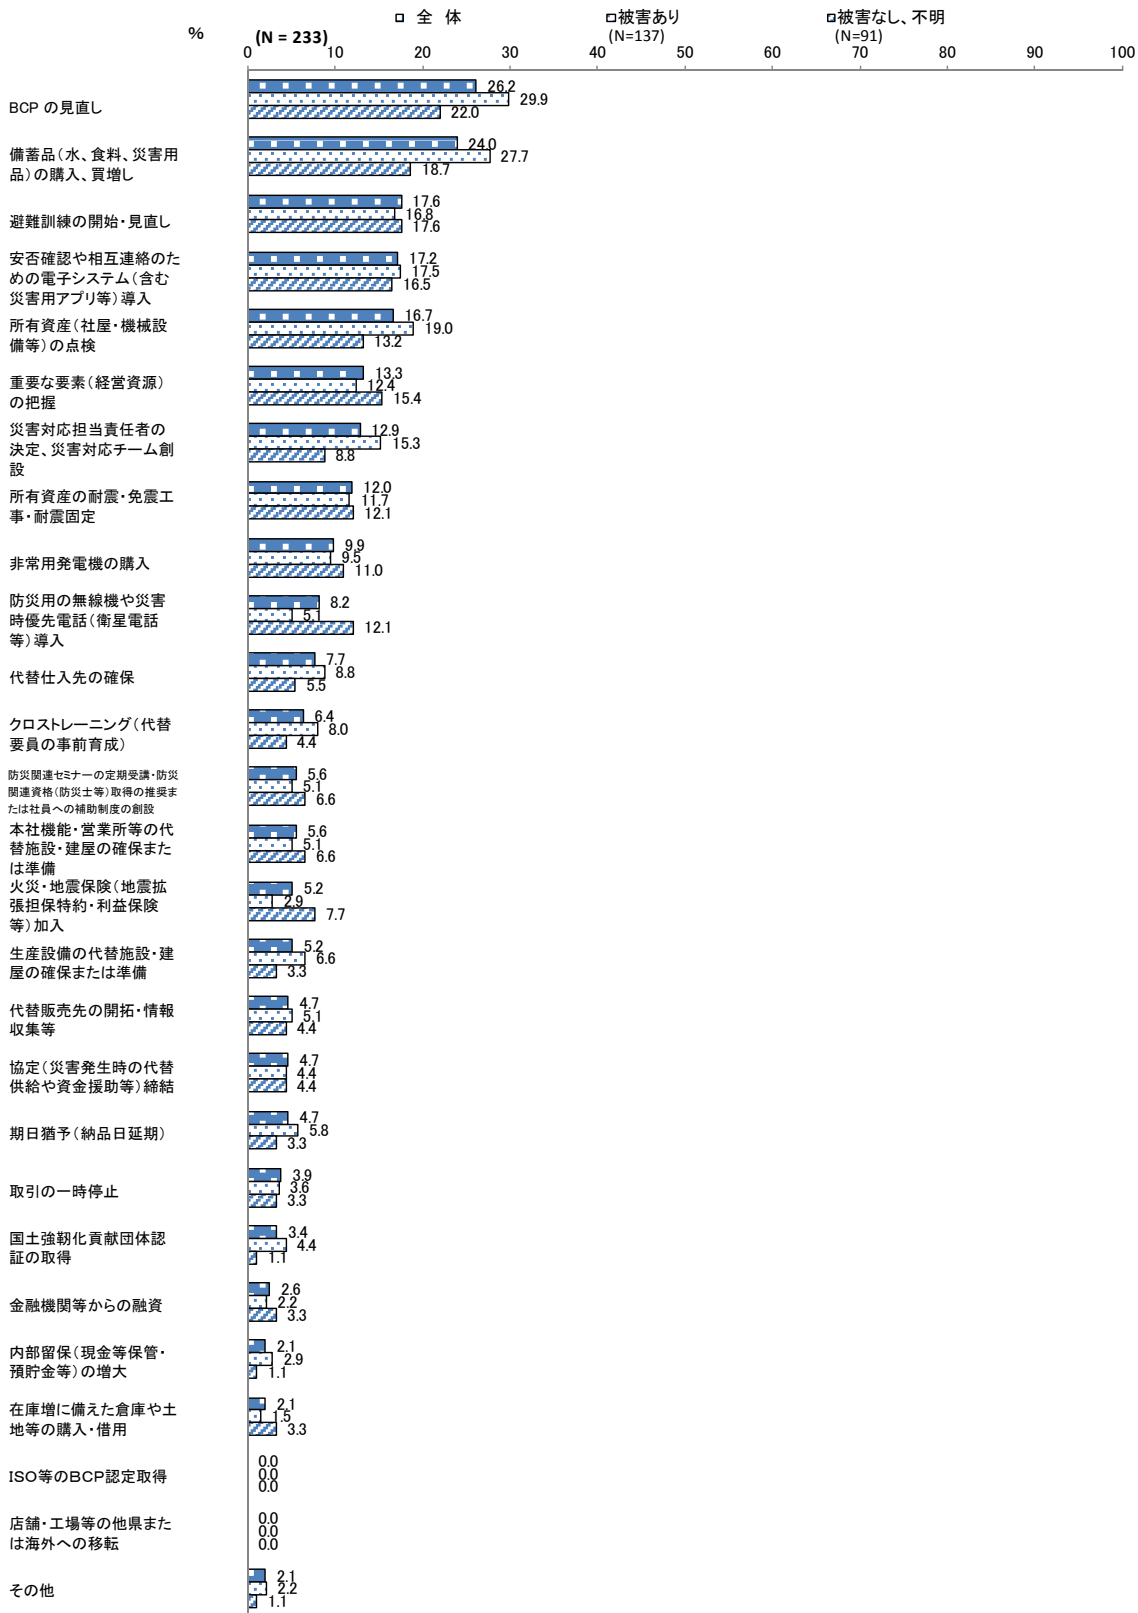 全　体
被害あり
被害なし、不明
%
(N = 233)
(N=137)
(N=91)
0 10 20 30 40 50 60 70 80 90 100
BCP の見直し
26.2
29.9
22.0
備蓄品(水、食料、災害用
品)の購入、買増し
24.0
27.7
18.7
避難訓練の開始・見直し
17.6
16.8
17.6
安否確認や相互連絡のた
めの電子システム(含む
災害用アプリ等)導入
17.2
17.5
16.5
所有資産(社屋・機械設
備等)の点検
16.7
19.0
13.2
重要な要素(経営資源)
の把握
13.3
12.4
15.4
災害対応担当責任者の
決定、災害対応チーム創
設
12.9
15.3
8.8
所有資産の耐震・免震工
事・耐震固定
12.0
11.7
12.1
非常用発電機の購入
9.9
9.5
11.0
防災用の無線機や災害
時優先電話(衛星電話
等)導入
8.2
5.1
12.1
代替仕入先の確保
7.7
8.8
5.5
クロストレーニング(代替
要員の事前育成)
6.4
8.0
4.4
防災関連セミナーの定期受講・防災
関連資格(防災士等)取得の推奨ま
たは社員への補助制度の創設
5.6
5.1
6.6
本社機能・営業所等の代
替施設・建屋の確保また
は準備
5.6
5.1
6.6
火災・地震保険(地震拡
張担保特約・利益保険
等)加入
5.2
2.9
7.7
生産設備の代替施設・建
屋の確保または準備
5.2
6.6
3.3
代替販売先の開拓・情報
収集等
4.7
5.1
4.4
協定(災害発生時の代替
供給や資金援助等)締結
4.7
4.4
4.4
期日猶予(納品日延期)
4.7
5.8
3.3
取引の一時停止
3.9
3.6
3.3
国土強靭化貢献団体認
証の取得
3.4
4.4
1.1
金融機関等からの融資
2.6
2.2
3.3
内部留保(現金等保管・
預貯金等)の増大
2.1
2.9
1.1
在庫増に備えた倉庫や土
地等の購入・借用
2.1
1.5
3.3
ISO等のBCP認定取得
0.0
0.0
0.0
店舗・工場等の他県また
は海外への移転
0.0
0.0
0.0
その他
2.1
2.2
1.1